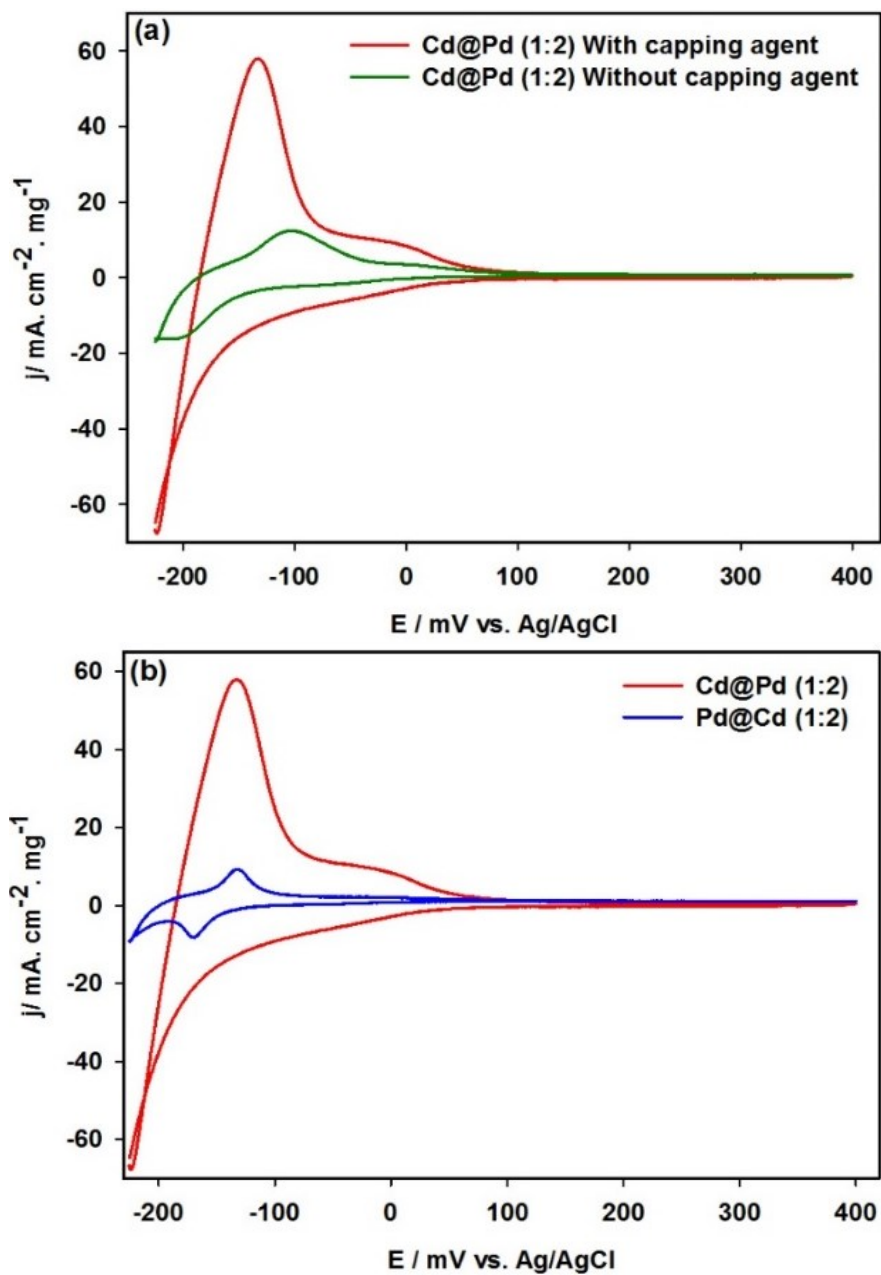 (a)
Cd@Pd (1:2) With capping agent
Cd@Pd (1:2) Without capping agent
60
40
20
0
-20
-40
-60
j/ mA. cm-2. mg-1
-200 -100 0 100 200 300 400
E / mV vs. Ag/AgCl
(b)
Cd@Pd (1:2)
Pd@Cd (1:2)
60
40
20
0
-20
-40
-60
j/ mA. cm-2. mg-1
-200 -100 0 100 200 300 400
E / mV vs. Ag/AgCl